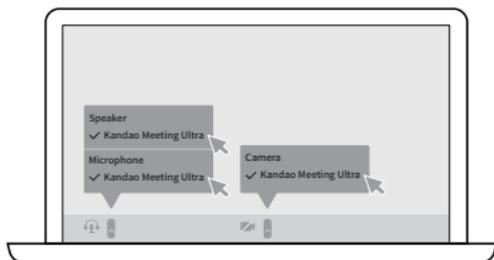 Speaker
✓ Kandao Meeting Ultra
Microphone
✓ Kandao Meeting Ultra
Camera
✓ Kandao Meeting Ultra